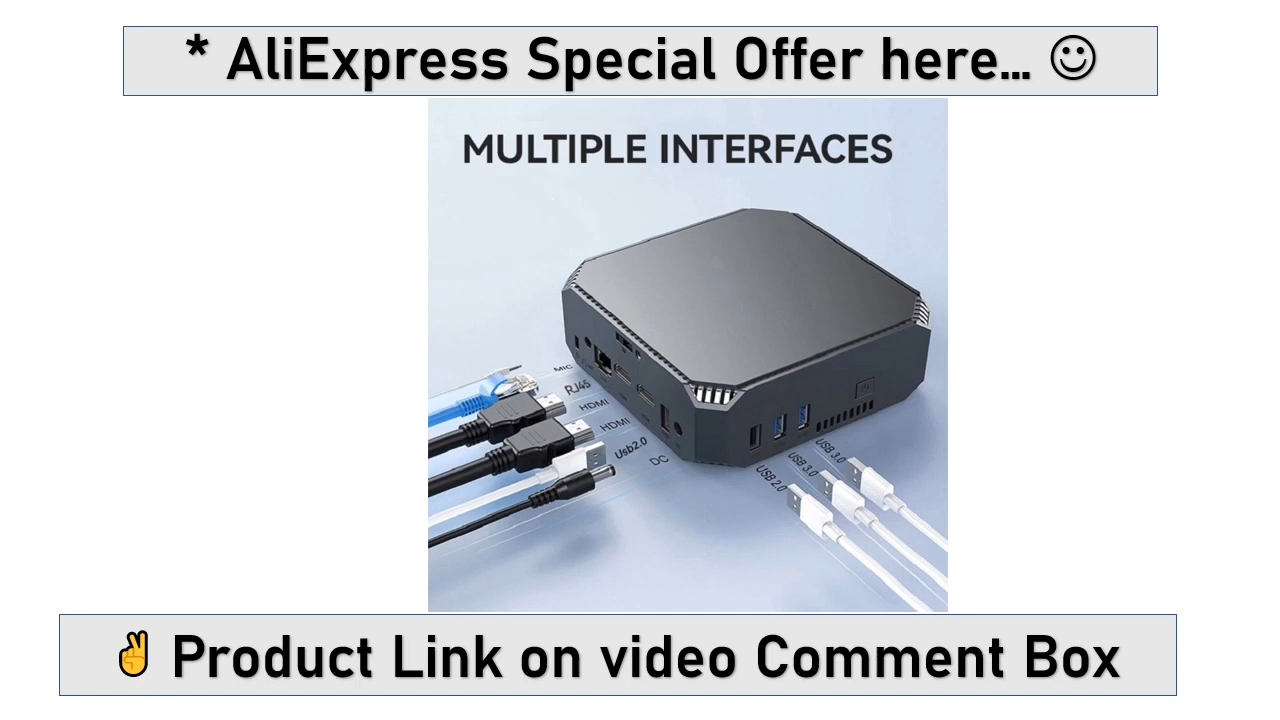 * AliExpress Special Offer here... ☺
MULTIPLE INTERFACES
MIC
RJ45
HDMI
HDMI
Usb2.0
DC
USB 2.0
USB 3.0
USB 3.0
✌ Product Link on video Comment Box